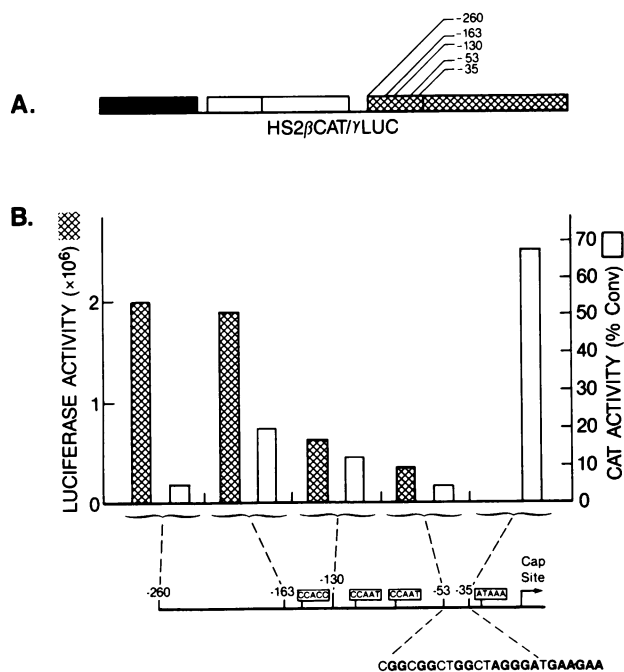 A.
-260
-163
-130
-53
-35
HS2βCAT/γLUC
B.
LUCIFERASE ACTIVITY (×10⁶)
2
1
0
70
60
50
40
30
20
10
0
CAT ACTIVITY (% Conv)
-260
-163
-130
-53
-35
CCACC
CCAAT
CCAAT
ATAAA
Cap
Site
CGGCGGCTGGCTAGGGATGAAGAA